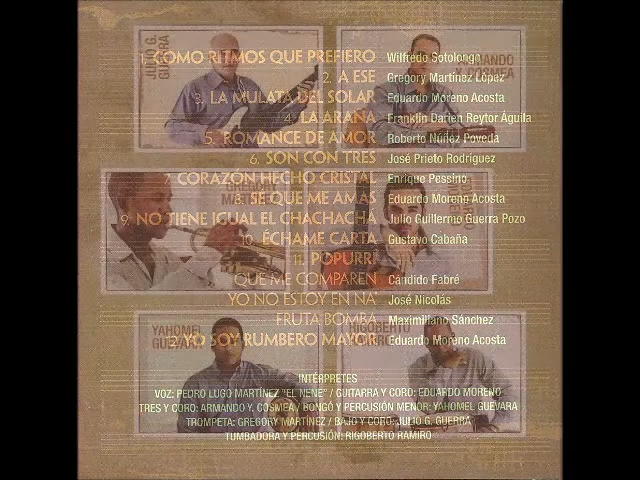 JULIO G. GUERRA
ARMANDO Y. COSMEA
1. COMO RITMOS QUE PREFIERO Wilfredo Sotolongo
2. A ESE Gregory Martínez López
3. LA MULATA DEL SOLAR Eduardo Moreno Acosta
4. LA ARAÑA Franklin Darien Reytor Águila
5. ROMANCE DE AMOR Roberto Núñez Poveda
6. SON CON TRES José Prieto Rodríguez
CORAZÓN HECHO CRISTAL Enrique Pessino
8. SE QUE ME AMAS Eduardo Moreno Acosta
9. NO TIENE IGUAL EL CHACHACHÁ Julio Guillermo Guerra Pozo
10. ÉCHAME CARTA Gustavo Cabaña
11. POPURRÍ
QUE ME COMPAREN Cándido Fabré
YO NO ESTOY EN NA José Nicolás
FRUTA BOMBA Maximiliano Sánchez
YAHOMEL GUEVARA
RIGOBERTO
2. YO SOY RUMBERO MAYOR Eduardo Moreno Acosta
INTÉRPRETES
VOZ: PEDRO LUGO MARTÍNEZ "EL NENE" / GUITARRA Y CORO: EDUARDO MORENO
TRES Y CORO: ARMANDO Y. COSMEA / BONGÓ Y PERCUSIÓN MENOR: YAHOMEL GUEVARA
TROMPETA: GREGORY MARTÍNEZ / BAJO Y CORO: JULIO G. GUERRA
TUMBADORA Y PERCUSIÓN: RIGOBERTO RAMIRO